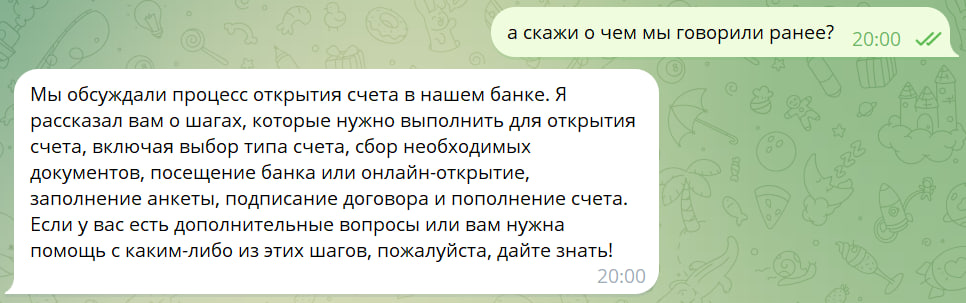 а скажи о чем мы говорили ранее?
20:00
Мы обсуждали процесс открытия счета в нашем банке. Я
рассказал вам о шагах, которые нужно выполнить для открытия
счета, включая выбор типа счета, сбор необходимых
документов, посещение банка или онлайн-открытие,
заполнение анкеты, подписание договора и пополнение счета.
Если у вас есть дополнительные вопросы или вам нужна
помощь с каким-либо из этих шагов, пожалуйста, дайте знать!
20:00